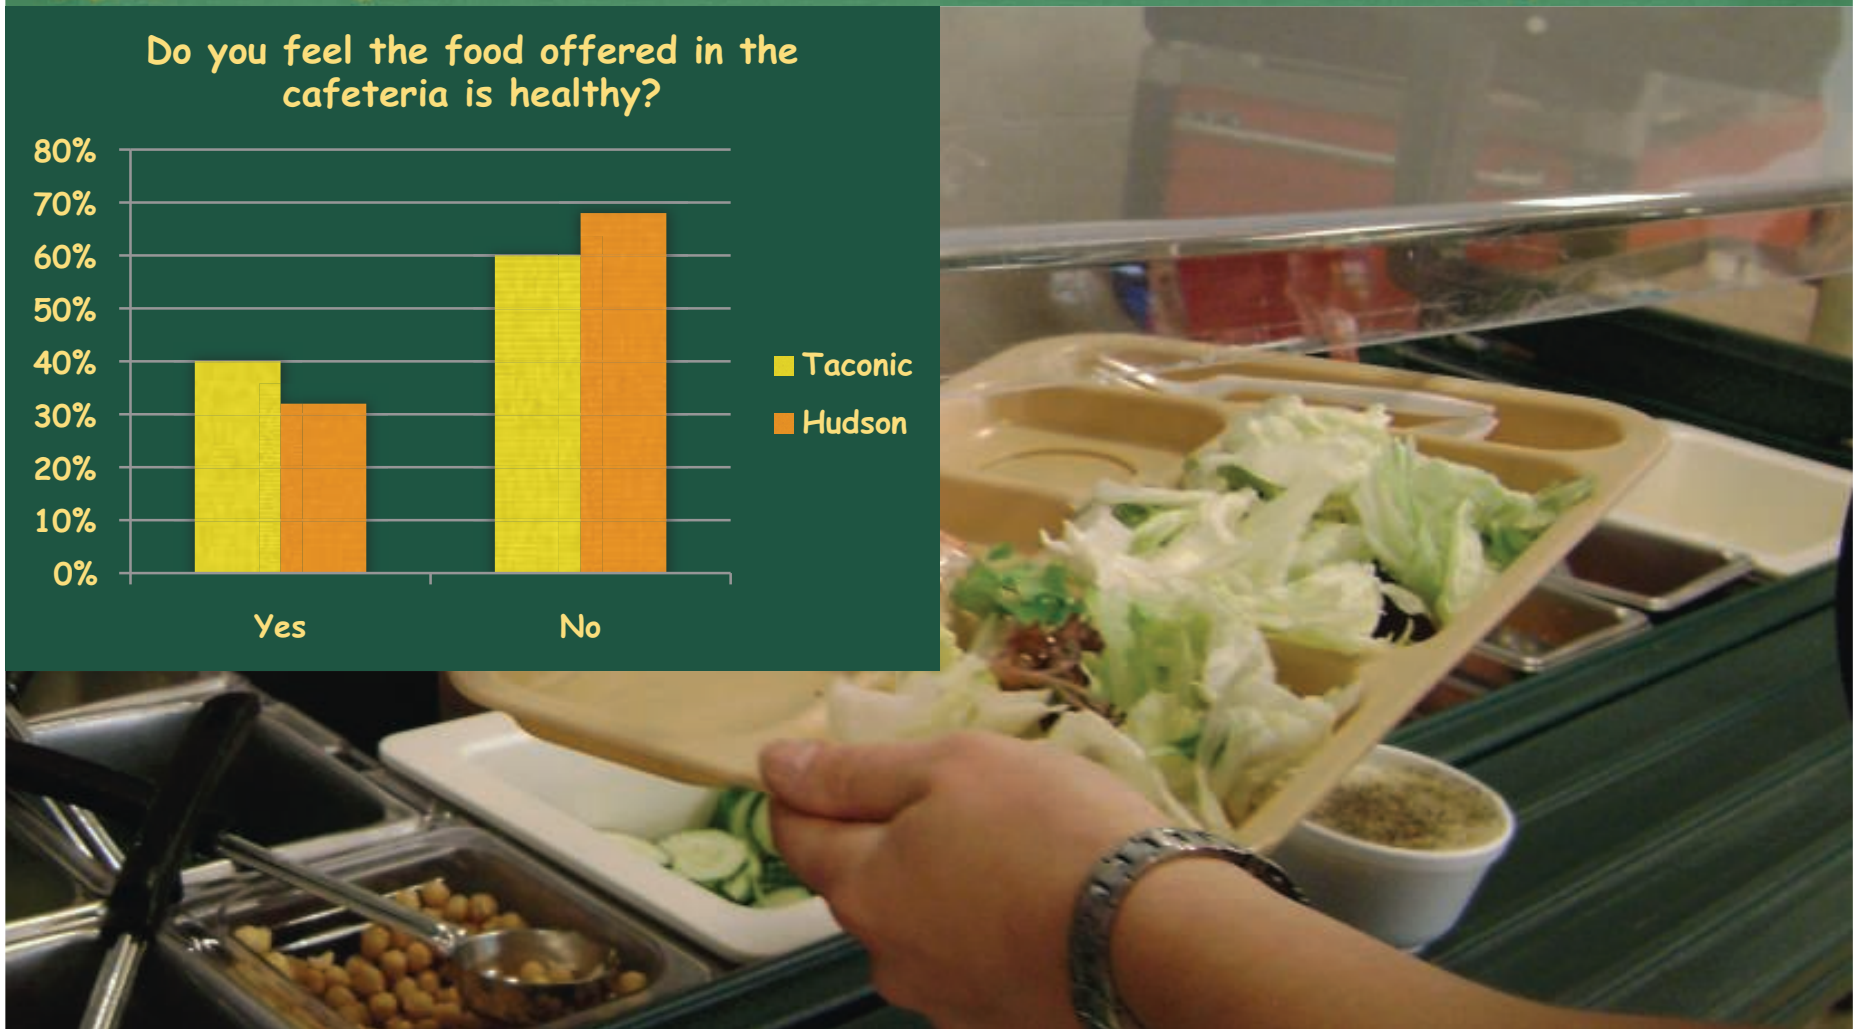 Do you feel the food offered in the
cafeteria is healthy?
80%
70%
60%
50%
40%
30%
20%
10%
0%
Yes
No
Taconic
Hudson